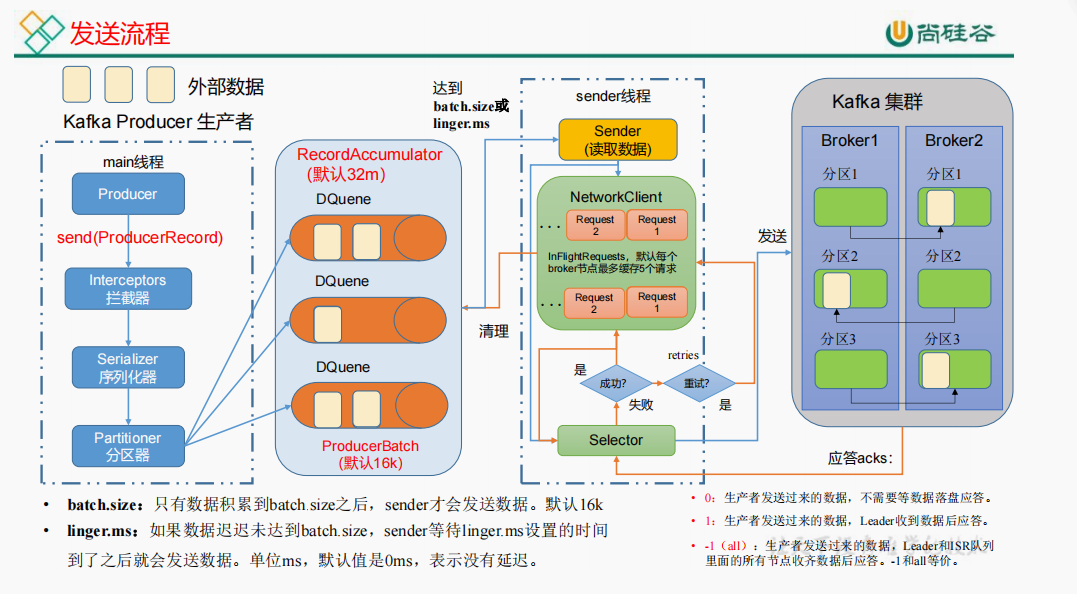 发送流程
尚硅谷
外部数据
Kafka Producer 生产者
main线程
Producer
send(ProducerRecord)
Interceptors
拦截器
Serializer
序列化器
Partitioner
分区器
RecordAccumulator
(默认32m)
DQuene
DQuene
DQuene
ProducerBatch
(默认16k)
达到
batch.size或
linger.ms
清理
sender线程
Sender
(读取数据)
NetworkClient
... Request 2 Request 1
InFlightRequests，默认每个
broker节点最多缓存5个请求
... Request 2 Request 1
retries
是
成功?
重试?
失败
是
Selector
发送
Kafka 集群
Broker1
Broker2
分区1
分区1
分区2
分区2
分区3
分区3
应答acks：
• batch.size：只有数据积累到batch.size之后，sender才会发送数据。默认16k
• linger.ms：如果数据迟迟未达到batch.size，sender等待linger.ms设置的时间
到了之后就会发送数据。单位ms，默认值是0ms，表示没有延迟。
• 0：生产者发送过来的数据，不需要等数据落盘应答。
• 1：生产者发送过来的数据，Leader收到数据后应答。
• -1（all）：生产者发送过来的数据，Leader和ISR队列
里面的所有节点收齐数据后应答。-1和all等价。